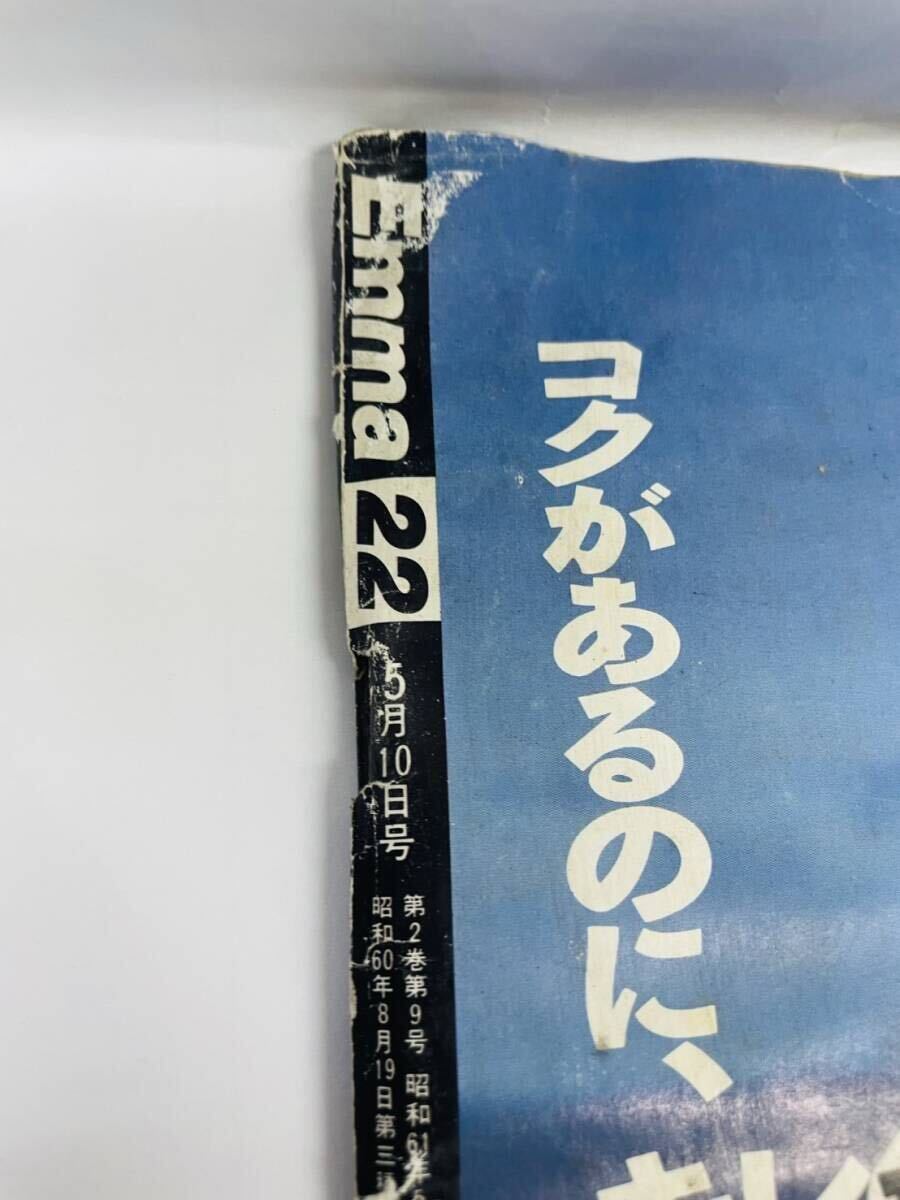 Emma 22 5月10日号
第2巻第9号 昭和61年5
昭和60年8月19日第三
コクがあるのに、